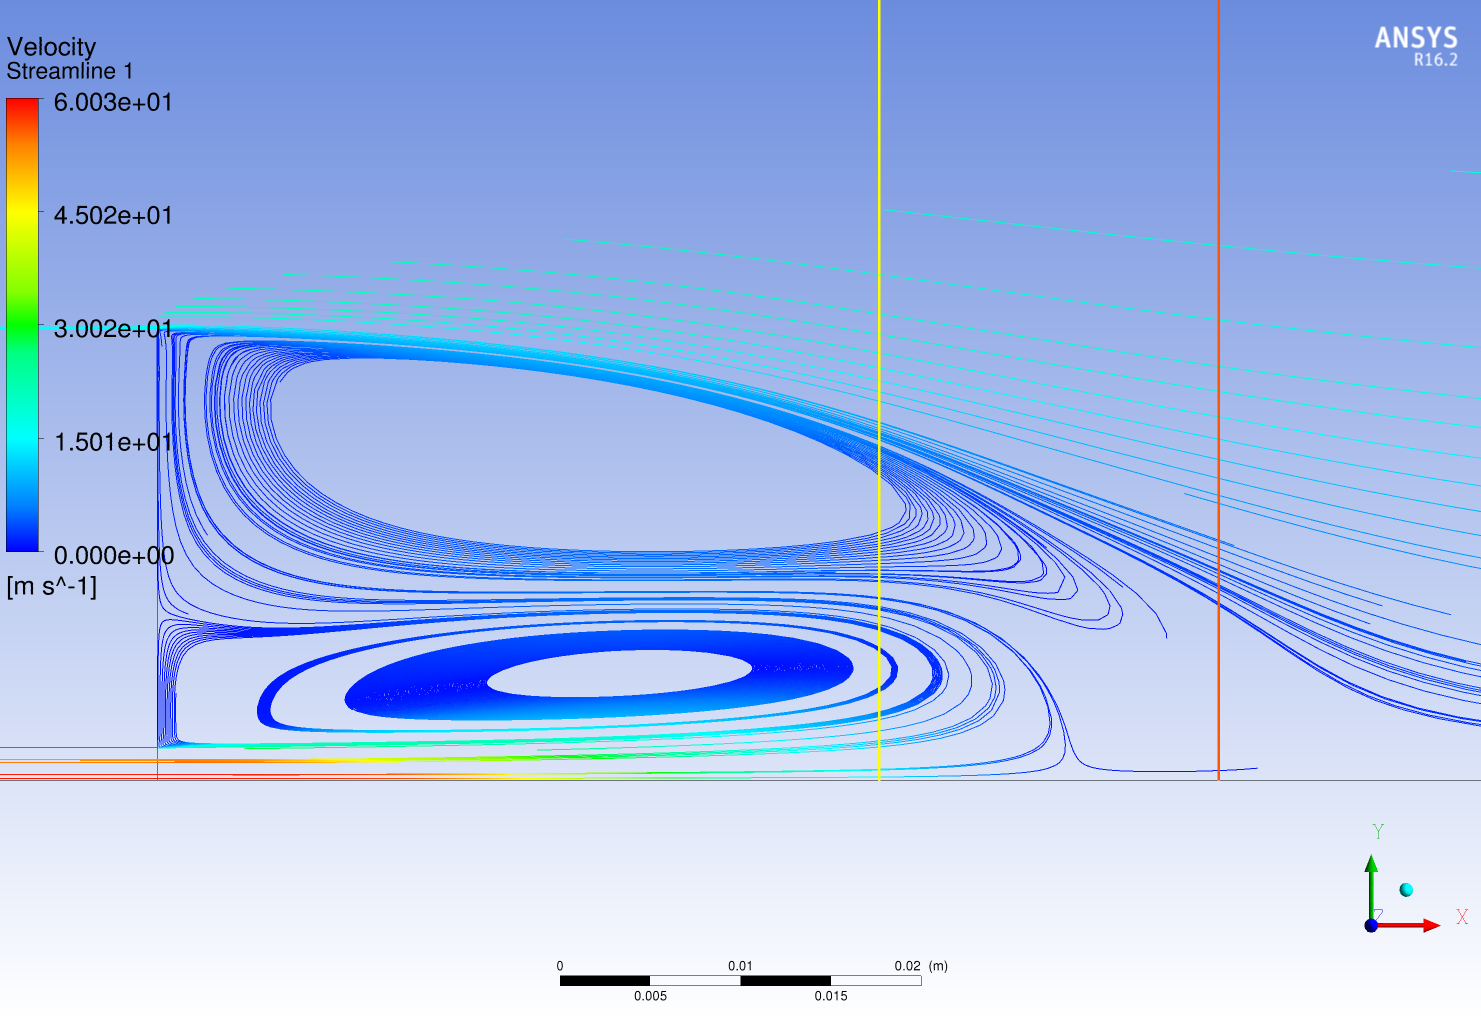 Velocity
Streamline 1
6.003e+01
4.502e+01
3.002e+01
1.501e+01
0.000e+00
[m s^-1]
ANSYS
R16.2
Y
Z
X
0
0.01
0.02
(m)
0.005
0.015